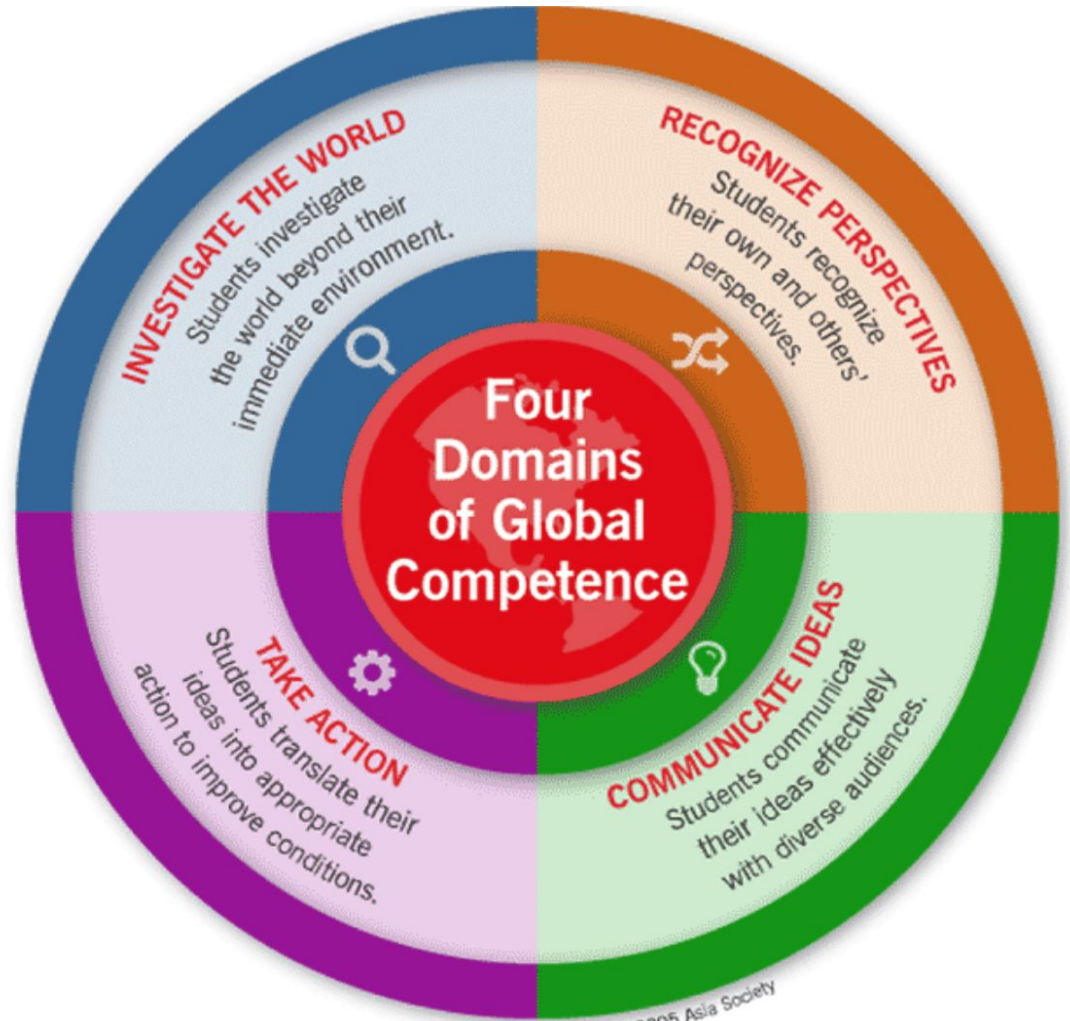 Four
Domains
of Global
Competence
INVESTIGATE THE WORLD
Students investigate
the world beyond their
immediate environment.
RECOGNIZE PERSPECTIVES
Students recognize
their own and others'
perspectives.
COMMUNICATE IDEAS
Students communicate
their ideas effectively
with diverse audiences.
TAKE ACTION
Students translate their
ideas into appropriate
action to improve conditions.
Asia Society